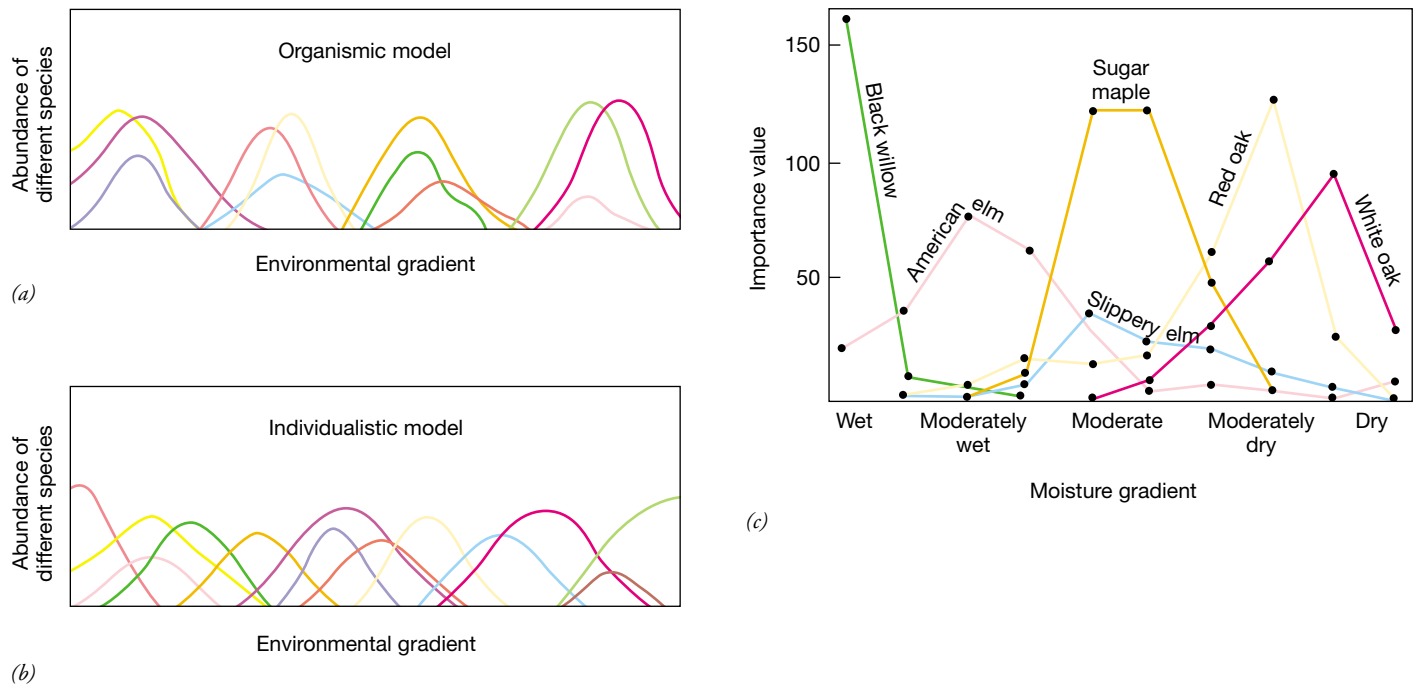 Organismic model
Abundance of
different species
Environmental gradient
(a)
Individualistic model
Abundance of
different species
Environmental gradient
(b)
150
100
50
Importance value
Black willow
American elm
Sugar
maple
Slippery elm
Red oak
White oak
Wet
Moderately
wet
Moderate
Moderately
dry
Dry
Moisture gradient
(c)